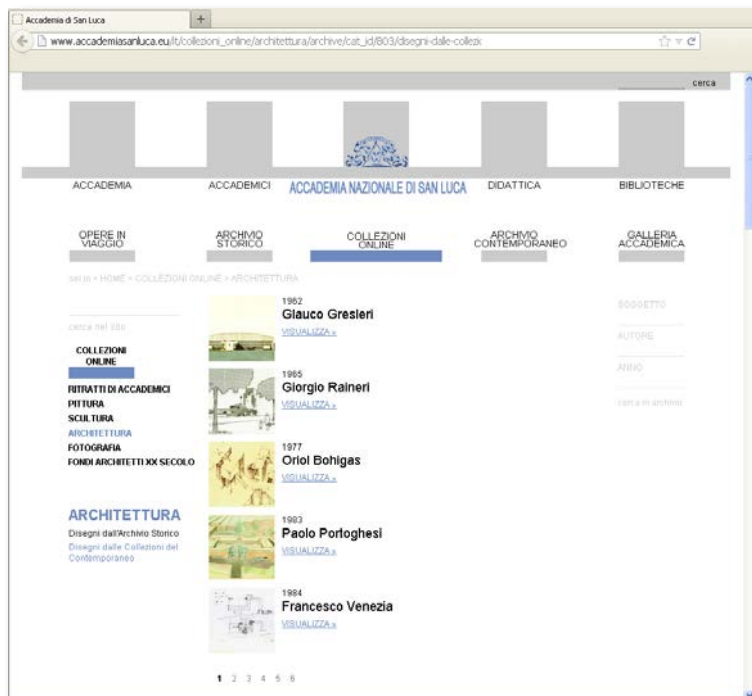 Accademia di San Luca
www.accademiasanluca.eu/it/collezioni_online/architettura/archive/cat_id/803/disegni-dalle-collezi
cerca
ACCADEMIA
ACCADEMICI
ACCADEMIA NAZIONALE DI SAN LUCA
DIDATTICA
BIBLIOTECHE
OPERE IN
VIAGGIO
ARCHIVIO
STORICO
COLLEZIONI
ONLINE
ARCHIVIO
CONTEMPORANEO
GALLERIA
ACCADEMICA
sei in > HOME > COLLEZIONI ONLINE > ARCHITETTURA
cerca nel sito
COLLEZIONI
ONLINE
RITRATTI DI ACCADEMICI
PITTURA
SCULTURA
ARCHITETTURA
FOTOGRAFIA
FONDI ARCHITETTI XX SECOLO
ARCHITETTURA
Disegni dall'Archivio Storico
Disegni dalle Collezioni del
Contemporaneo
1962
Glauco Gresleri
VISUALIZZA »
1965
Giorgio Raineri
VISUALIZZA »
1977
Oriol Bohigas
VISUALIZZA »
1983
Paolo Portoghesi
VISUALIZZA »
1984
Francesco Venezia
VISUALIZZA »
1 2 3 4 5 6
SOGGETTO
AUTORE
ANNO
cerca in archivio